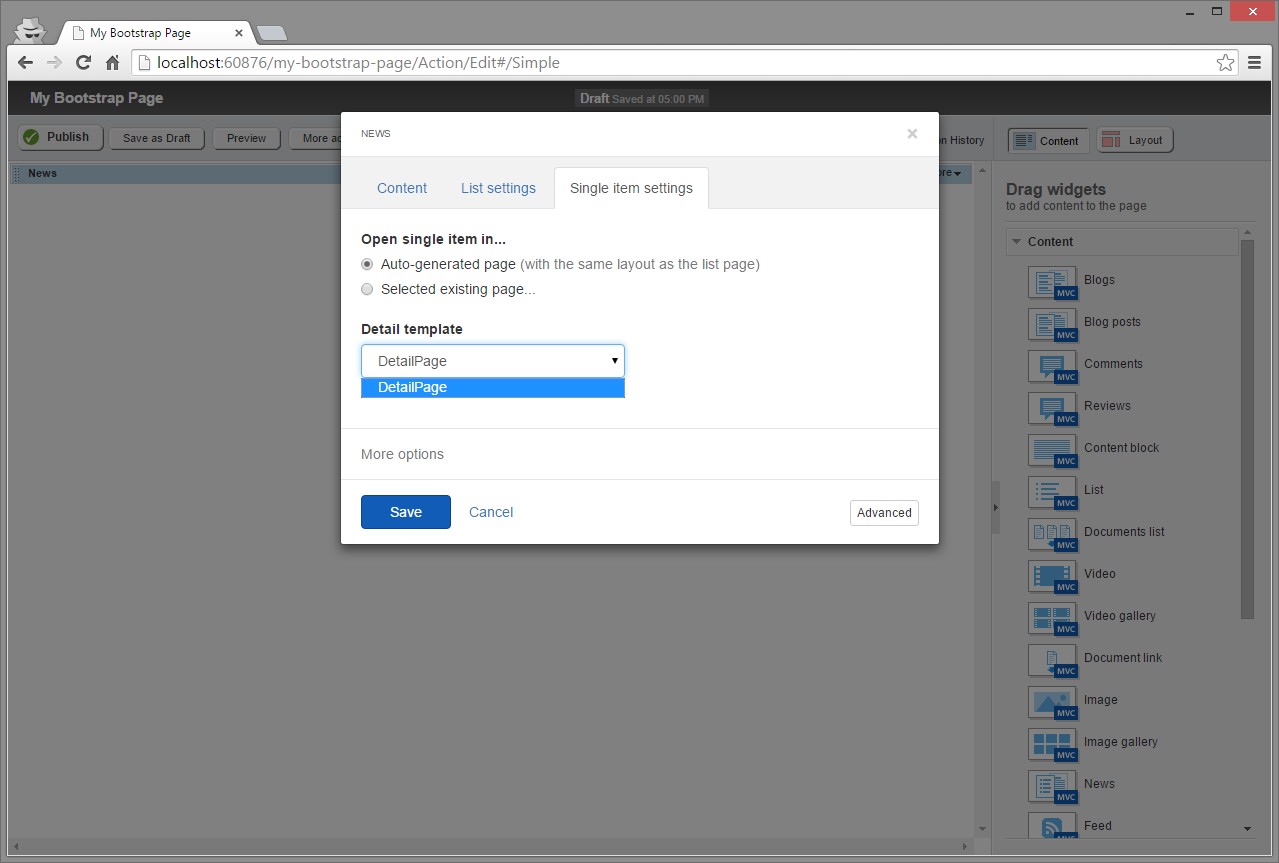 My Bootstrap Page
localhost:60876/my-bootstrap-page/Action/Edit#/Simple
My Bootstrap Page
Draft Saved at 05:00 PM
Publish
Save as Draft
Preview
More ac
n History
Content
Layout
News
ore
NEWS
Content
List settings
Single item settings
Open single item in...
Auto-generated page (with the same layout as the list page)
Selected existing page...
Detail template
DetailPage
DetailPage
More options
Save
Cancel
Advanced
Drag widgets
to add content to the page
Content
MVC
Blogs
MVC
Blog posts
MVC
Comments
MVC
Reviews
MVC
Content block
MVC
List
MVC
Documents list
MVC
Video
MVC
Video gallery
MVC
Document link
MVC
Image
MVC
Image gallery
MVC
News
MVC
Feed
MVC